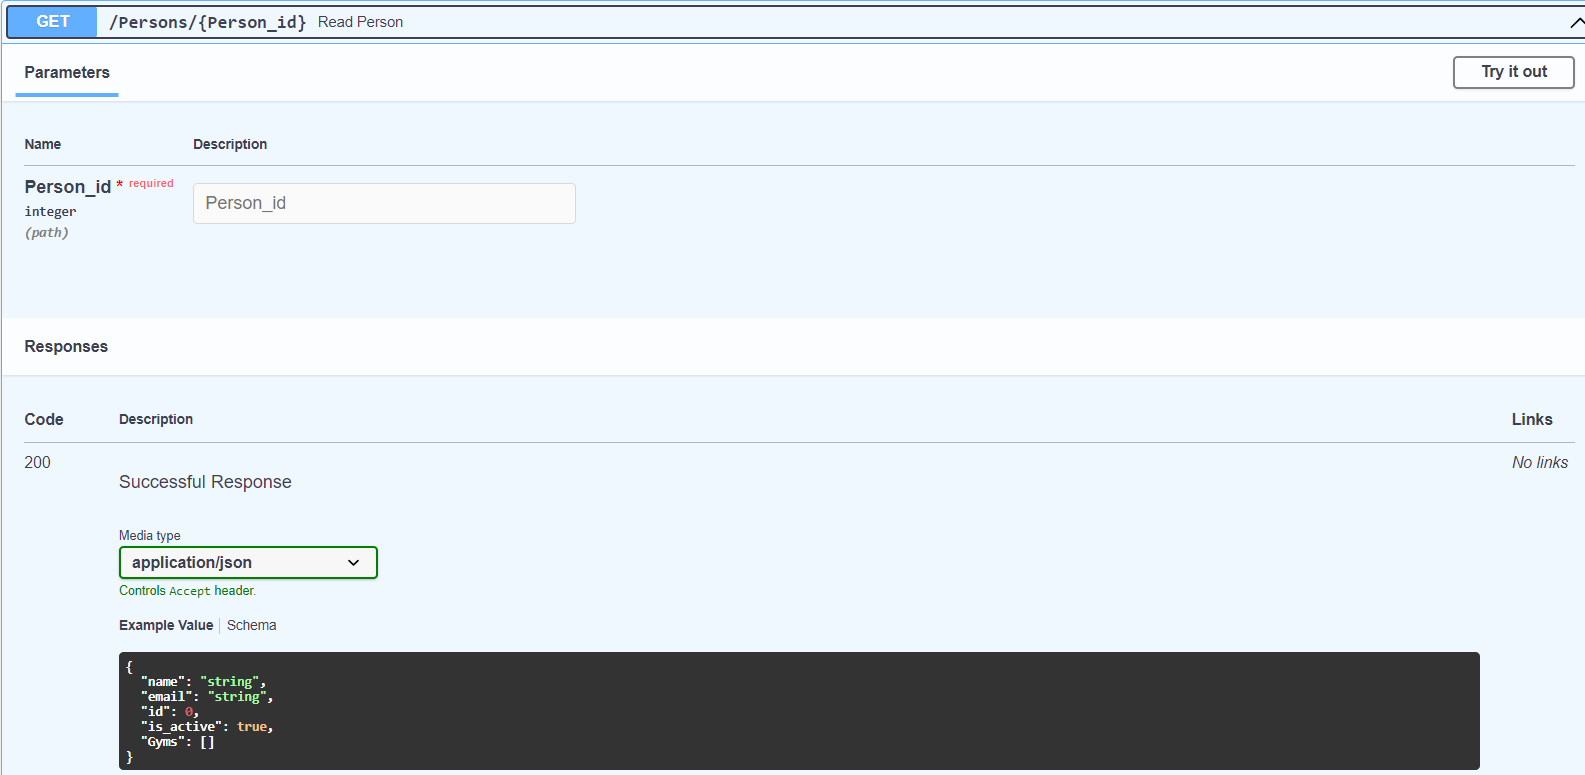 GET /Persons/{Person_id} Read Person
Parameters
Try it out
Name Description
Person_id * required
integer
(path)
Person_id
Responses
Code Description Links
200
Successful Response
No links
Media type
application/json
Controls Accept header.
Example Value Schema
{
  "name": "string",
  "email": "string",
  "id": 0,
  "is_active": true,
  "Gyms": []
}